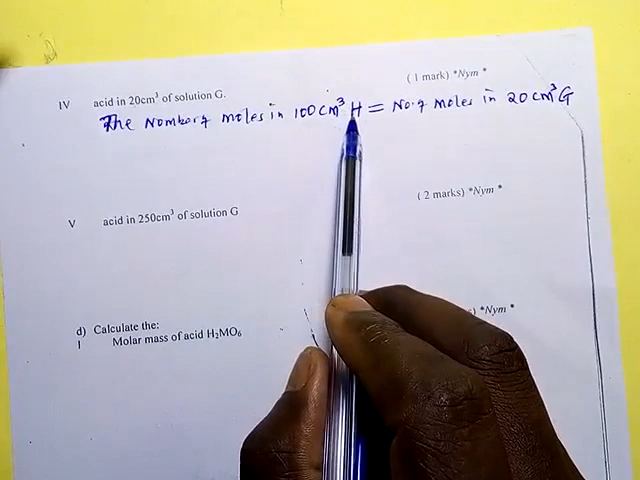 ( 1 mark) *Nym *
IV acid in 20cm³ of solution G.
The Nomber of moles in 100cm³ H = No. of moles in 20cm³ G
( 2 marks) *Nym *
V acid in 250cm³ of solution G
s) *Nym *
d) Calculate the:
I Molar mass of acid H₂MO₆